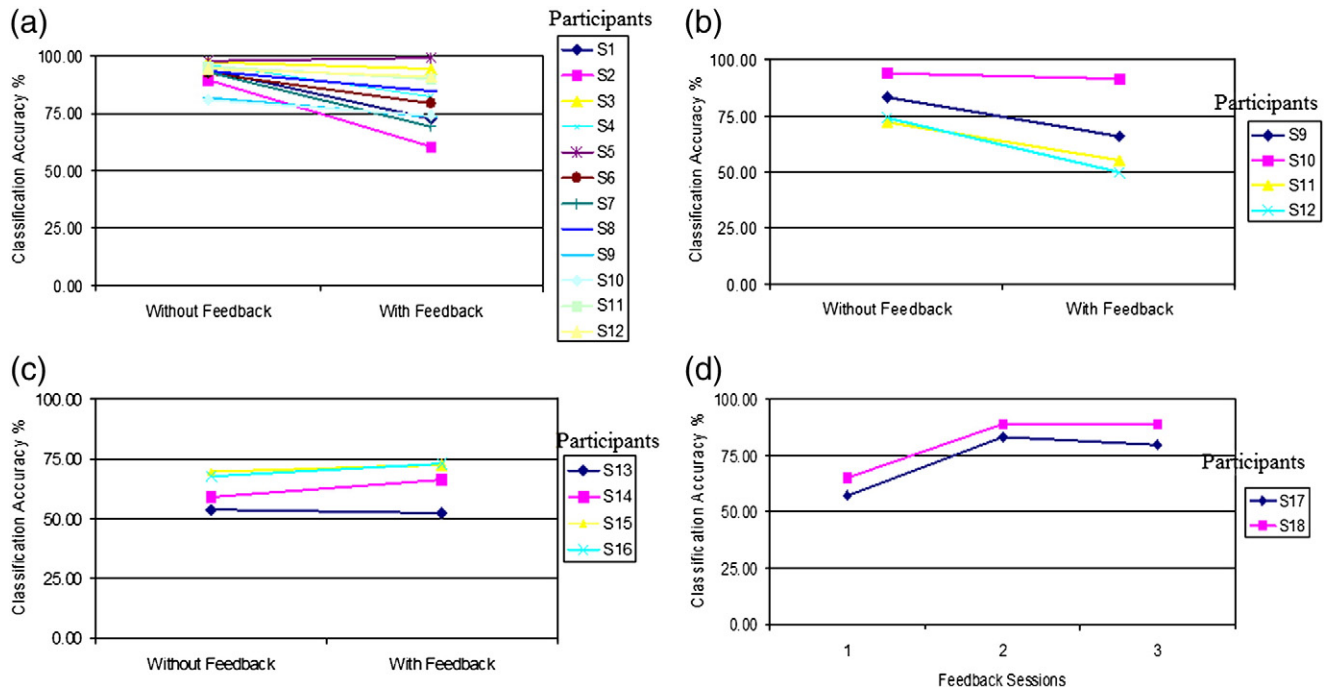 (a)
Participants
Classification Accuracy %
100.00
75.00
50.00
25.00
0.00
Without Feedback
With Feedback
S1
S2
S3
S4
S5
S6
S7
S8
S9
S10
S11
S12
(b)
Participants
Classification Accuracy %
100.00
75.00
50.00
25.00
0.00
Without Feedback
With Feedback
S9
S10
S11
S12
(c)
Participants
Classification Accuracy %
100.00
75.00
50.00
25.00
0.00
Without Feedback
With Feedback
S13
S14
S15
S16
(d)
Participants
Classification Accuracy %
100.00
75.00
50.00
25.00
0.00
1
2
3
Feedback Sessions
S17
S18